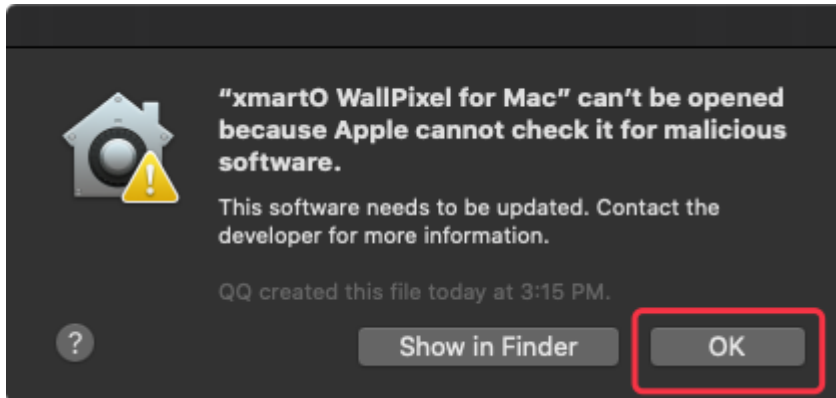 “xmartO WallPixel for Mac” can’t be opened
because Apple cannot check it for malicious
software.
This software needs to be updated. Contact the
developer for more information.
QQ created this file today at 3:15 PM.
?
Show in Finder
OK